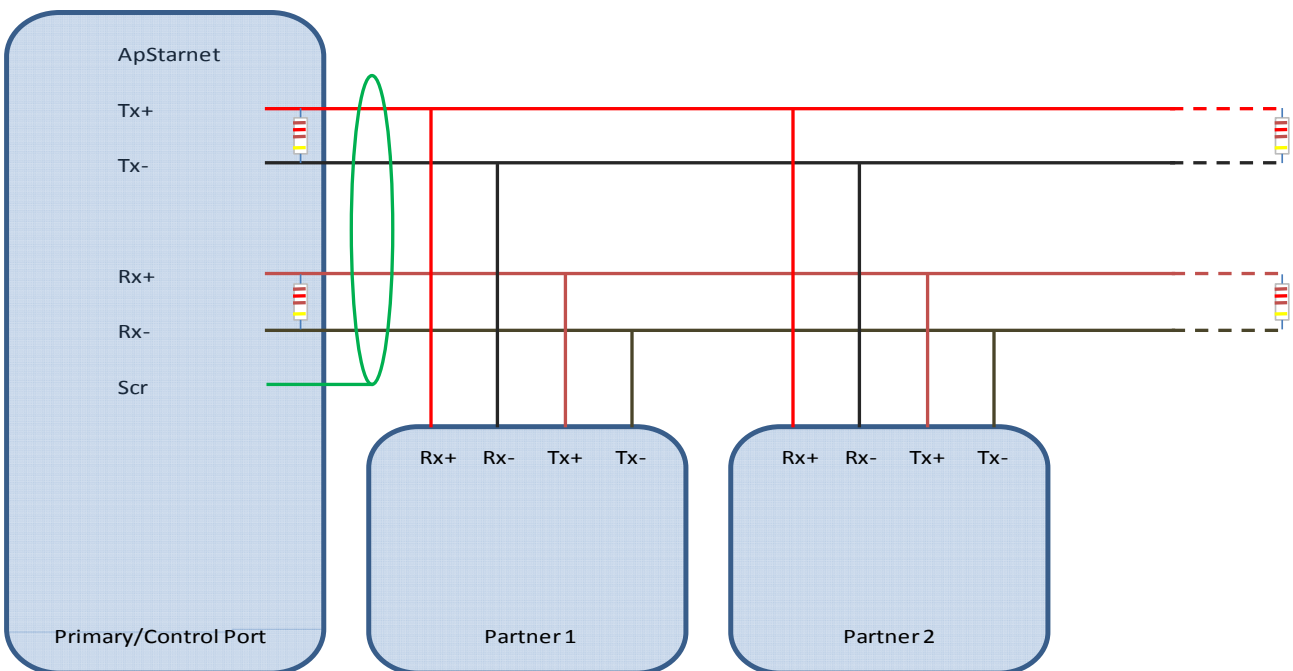 ApStarnet
Tx+
Tx-
Rx+
Rx-
Scr
Primary/Control Port
Rx+ Rx- Tx+ Tx-
Partner 1
Rx+ Rx- Tx+ Tx-
Partner 2